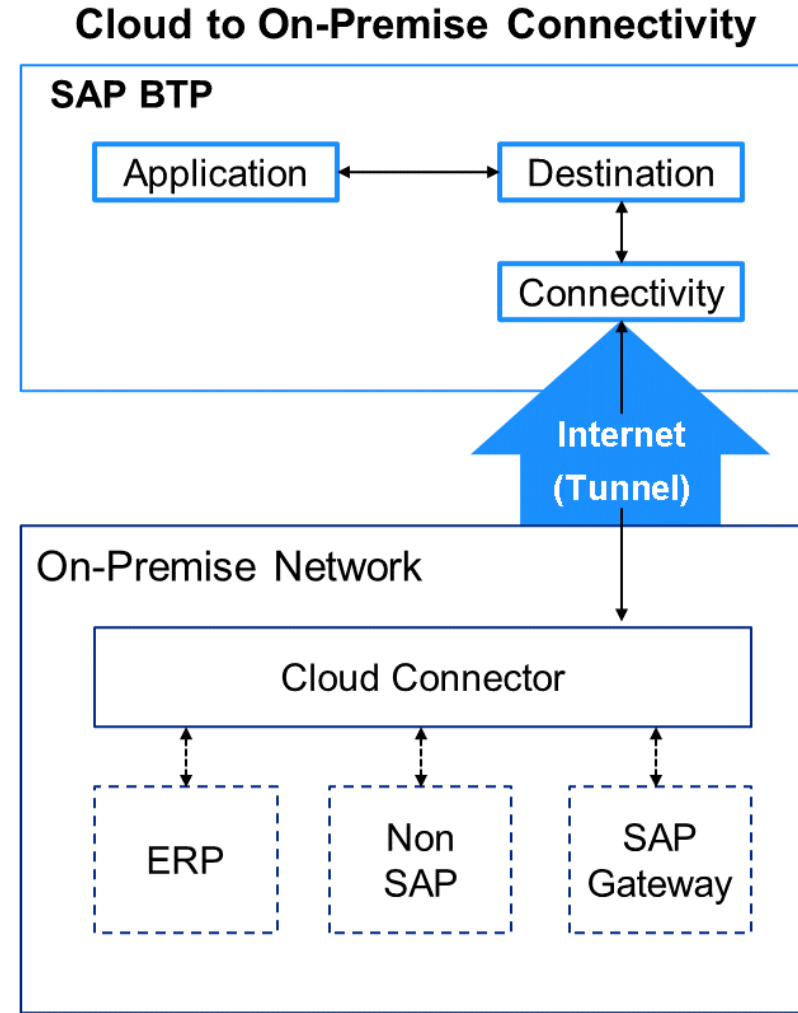 Cloud to On-Premise Connectivity
SAP BTP
Application
Destination
Connectivity
Internet
(Tunnel)
On-Premise Network
Cloud Connector
ERP
Non
SAP
SAP
Gateway